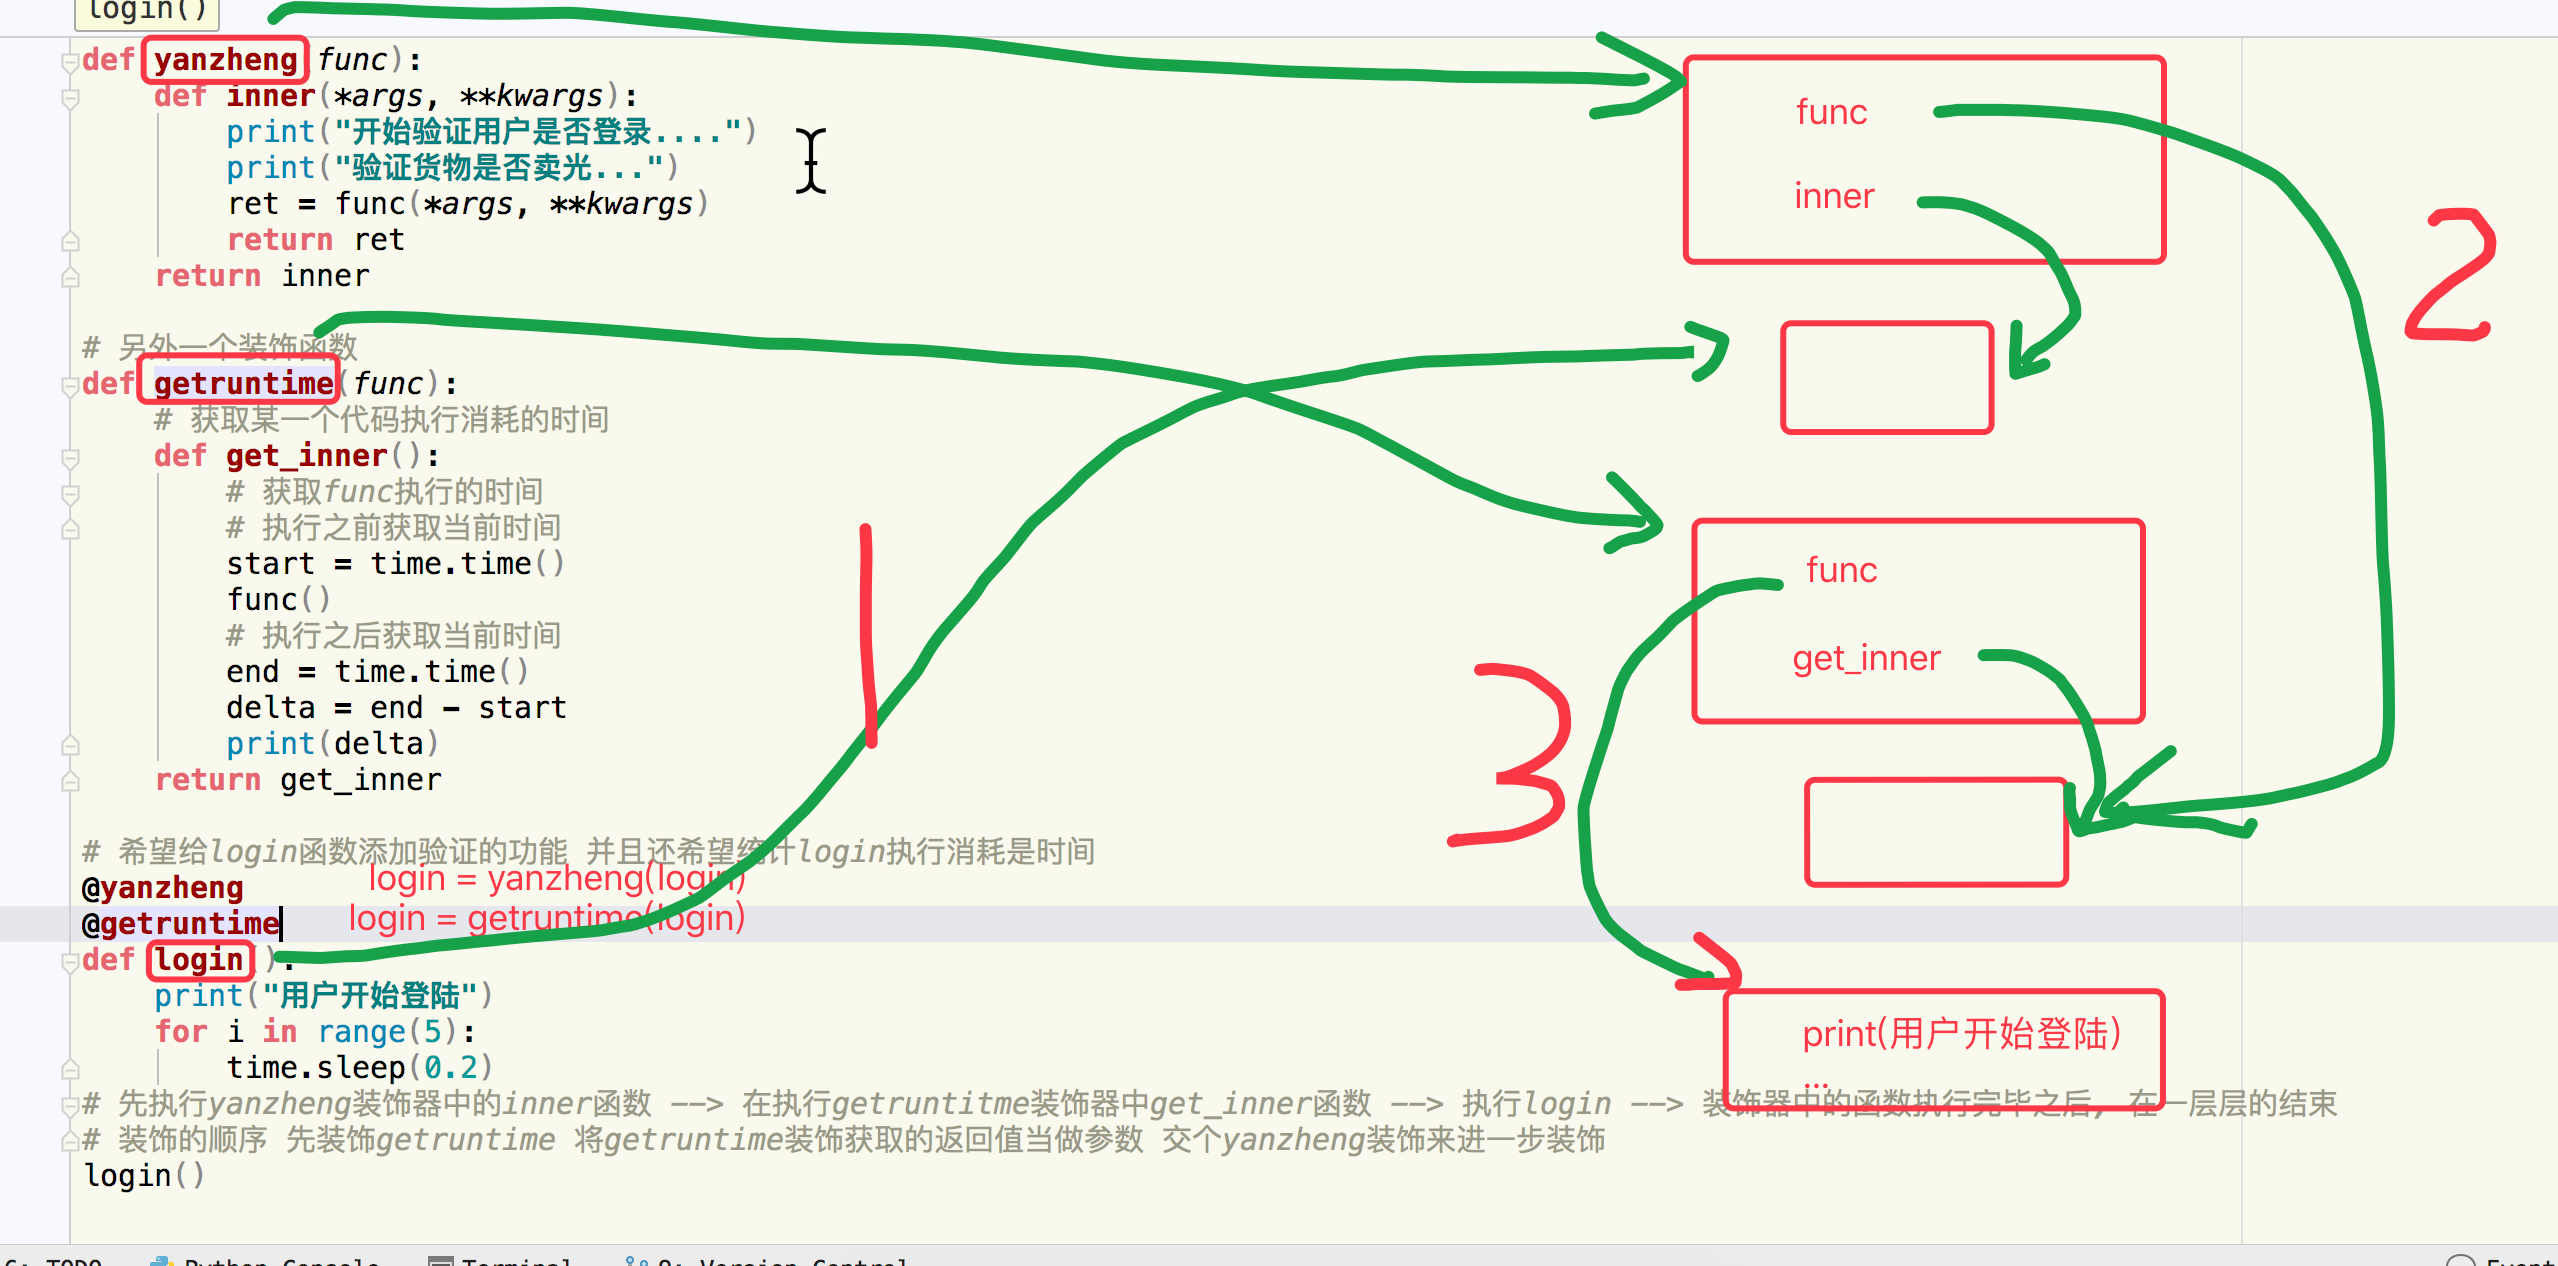 login()
def yanzheng(func):
def inner(*args, **kwargs):
print("开始验证用户是否登录....")
print("验证货物是否卖光...")
ret = func(*args, **kwargs)
return ret
return inner
# 另外一个装饰函数
def getruntime(func):
# 获取某一个代码执行消耗的时间
def get_inner():
# 获取func执行的时间
# 执行之前获取当前时间
start = time.time()
func()
# 执行之后获取当前时间
end = time.time()
delta = end - start
print(delta)
return get_inner
# 希望给login函数添加验证的功能 并且还希望统计login执行消耗是时间
@yanzheng login = yanzheng(login)
@getruntime login = getruntime(login)
def login():
print("用户开始登陆")
for i in range(5):
time.sleep(0.2)
# 先执行yanzheng装饰器中的inner函数 --> 在执行getruntitme装饰器中get_inner函数 --> 执行login --> 装饰器中的函数执行完毕之后, 在一层层的结束
# 装饰的顺序 先装饰getruntime 将getruntime装饰获取的返回值当做参数 交个yanzheng装饰来进一步装饰
login()
func
inner
func
get_inner
print(用户开始登陆)
...
1
2
3
6: TODO Python Console Terminal 9: Version Control Event